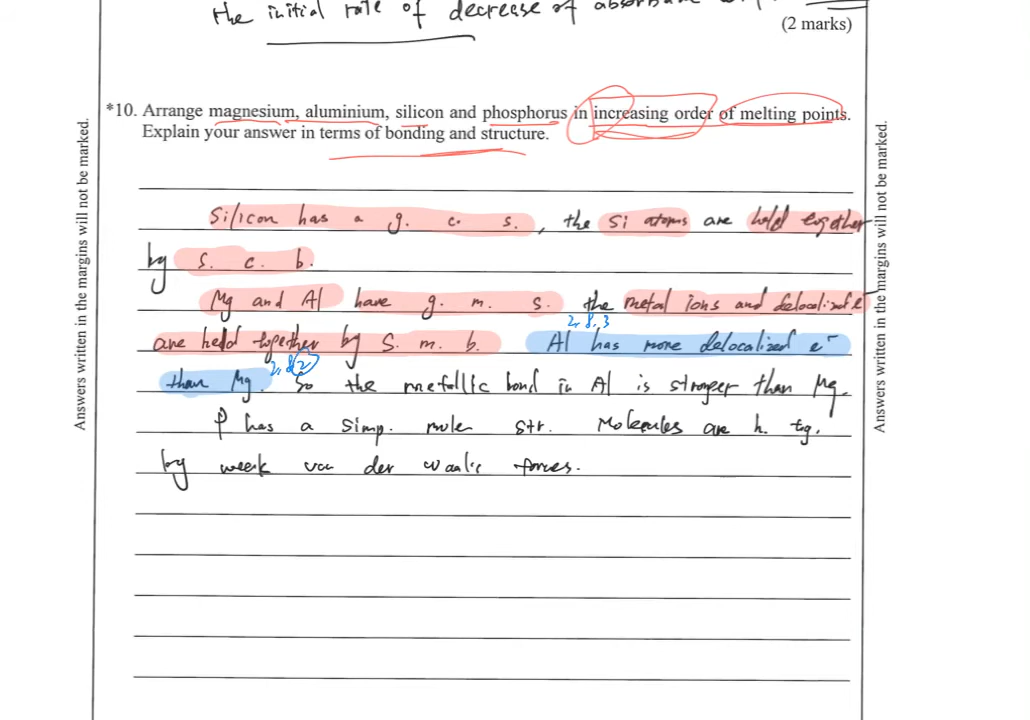 the initial rate of decrease of
(2 marks)
*10. Arrange magnesium, aluminium, silicon and phosphorus in increasing order of melting points.
Explain your answer in terms of bonding and structure.
Silicon has a g. c. s. , the Si atoms are held together
by s. c. b.
Mg and Al have g. m. s. the metal ions and delocalized e⁻
2, 8, 3
are held together by s. m. b. Al has more delocalized e⁻
2, 8, 2
than Mg. So the metallic bond in Al is stronger than Mg.
P has a simp. molec str. Molecules are h. tog.
by weak van der waals forces.
Answers written in the margins will not be marked.
Answers written in the margins will not be marked.